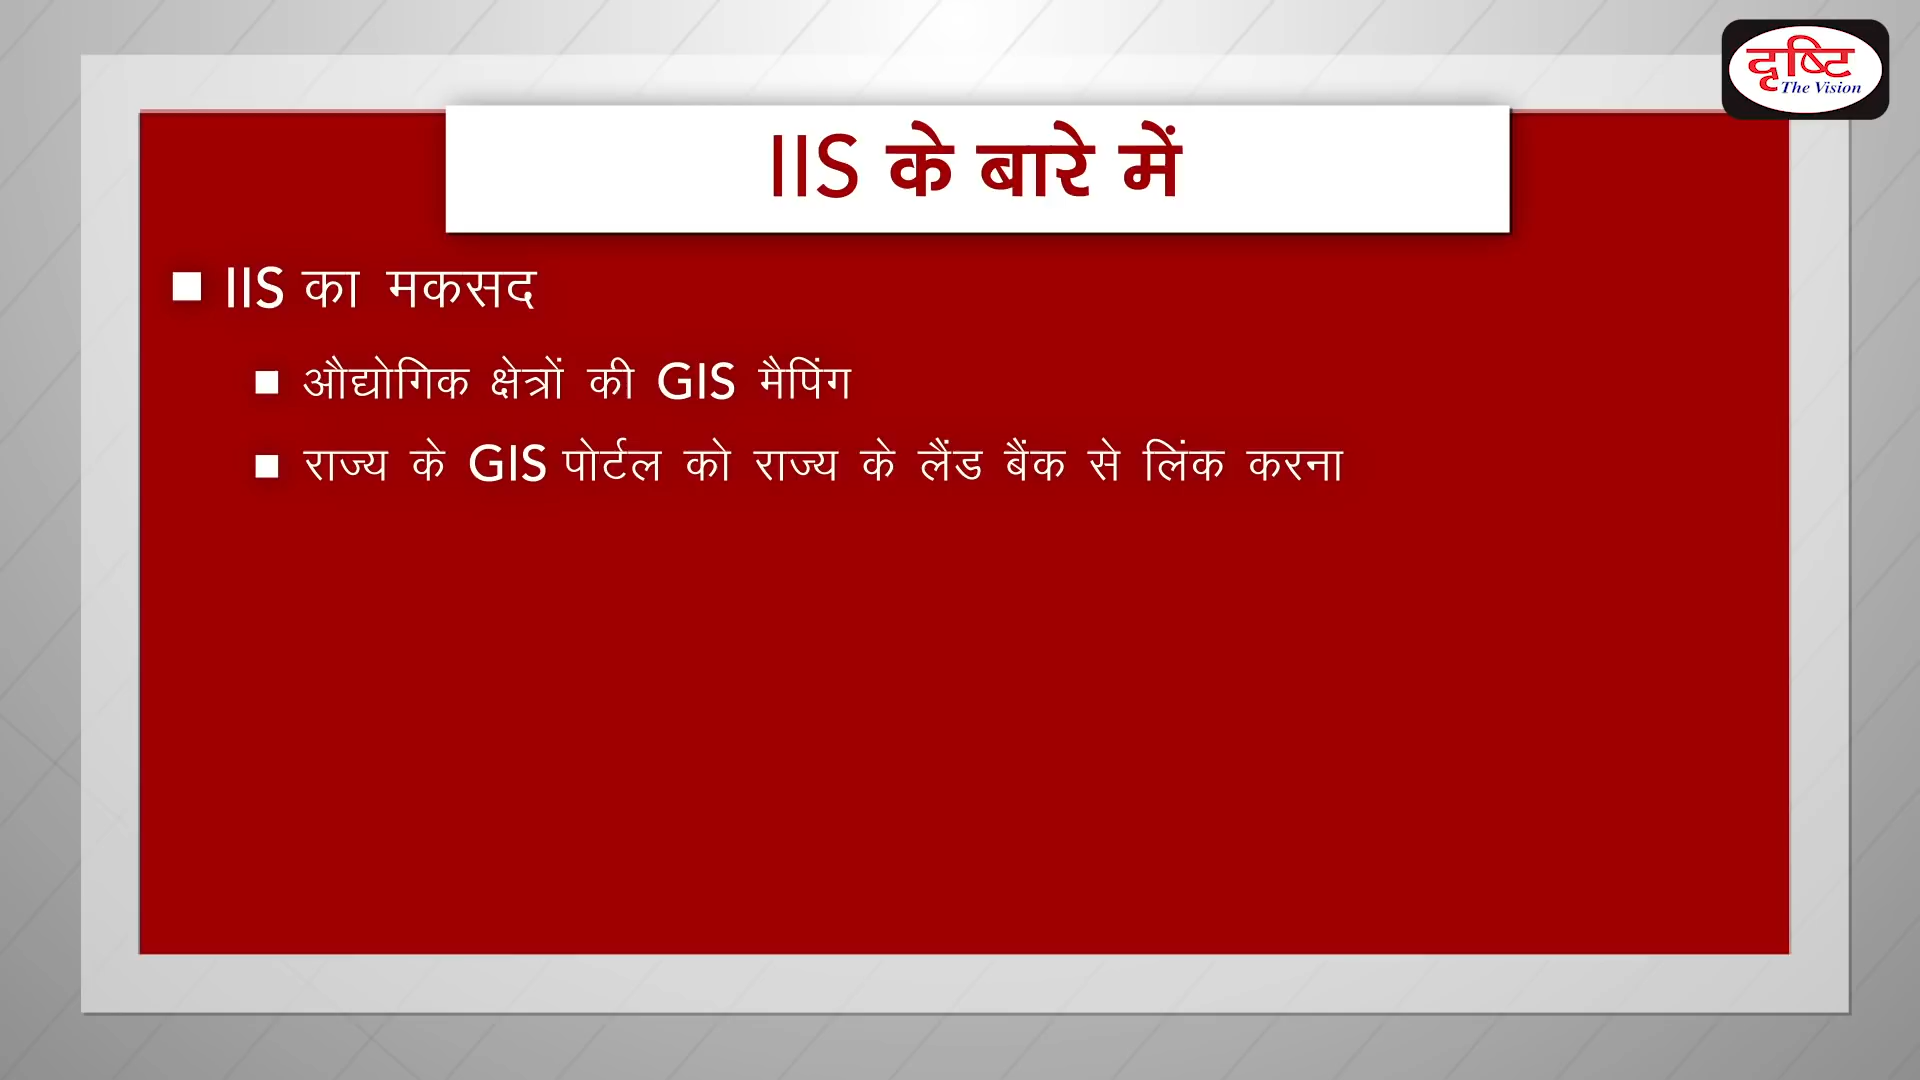 दृष्टि
The Vision
IIS के बारे में
IIS का मकसद
औद्योगिक क्षेत्रों की GIS मैपिंग
राज्य के GIS पोर्टल को राज्य के लैंड बैंक से लिंक करना